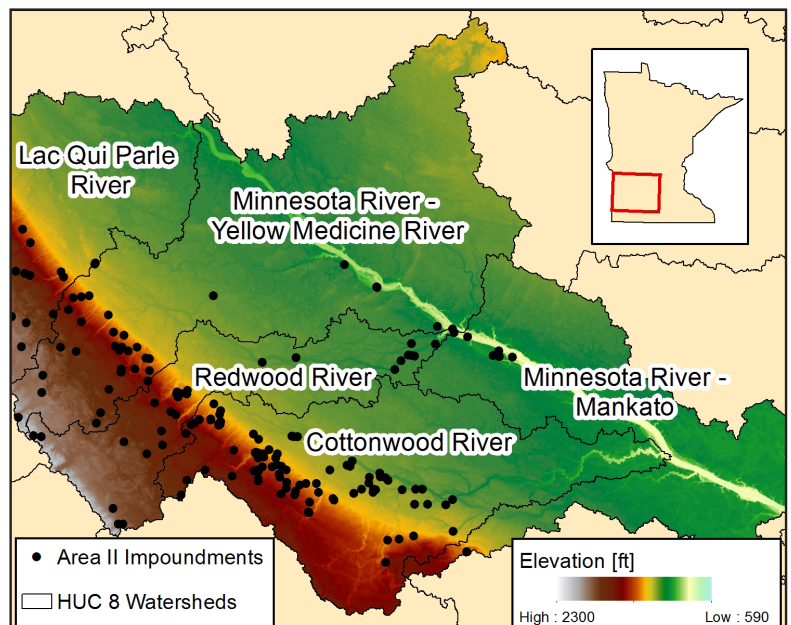 Lac Qui Parle
River
Minnesota River -
Yellow Medicine River
Redwood River
Minnesota River -
Mankato
Cottonwood River
Area II Impoundments
HUC 8 Watersheds
Elevation [ft]
High : 2300
Low : 590